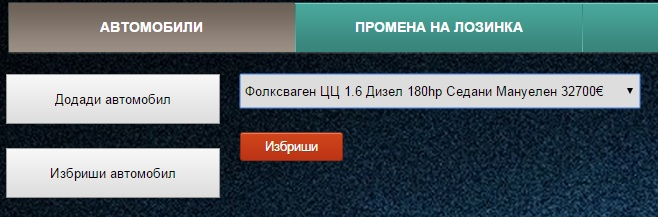 АВТОМОБИЛИ
ПРОМЕНА НА ЛОЗИНКА
Додади автомобил
Фолксваген ЦЦ 1.6 Дизел 180hp Седани Мануелен 32700€
Избриши
Избриши автомобил